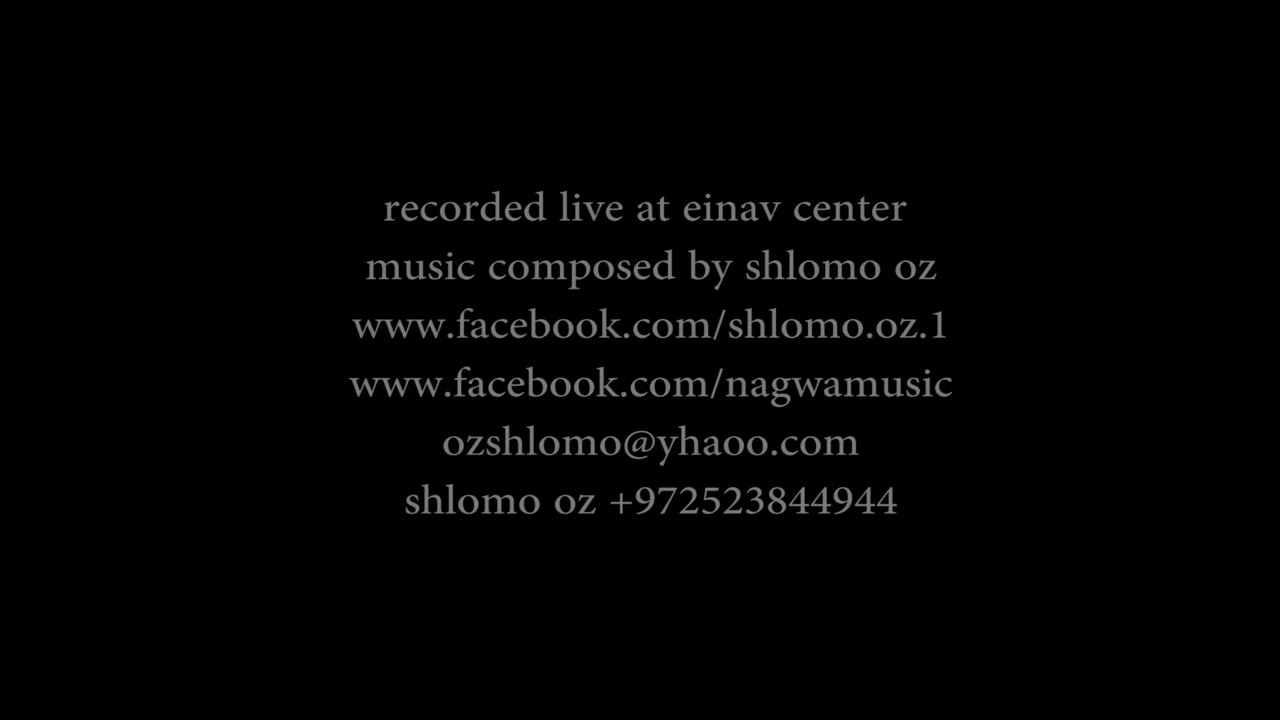 recorded live at einav center
music composed by shlomo oz
www.facebook.com/shlomo.oz.1
www.facebook.com/nagwamusic
ozshlomo@yhaoo.com
shlomo oz +972523844944